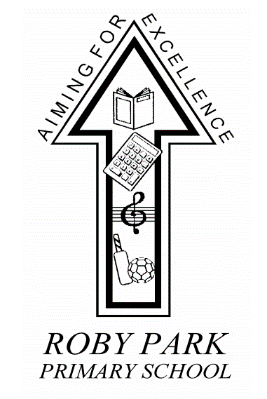 AIMING FOR EXCELLENCE
ROBY PARK
PRIMARY SCHOOL